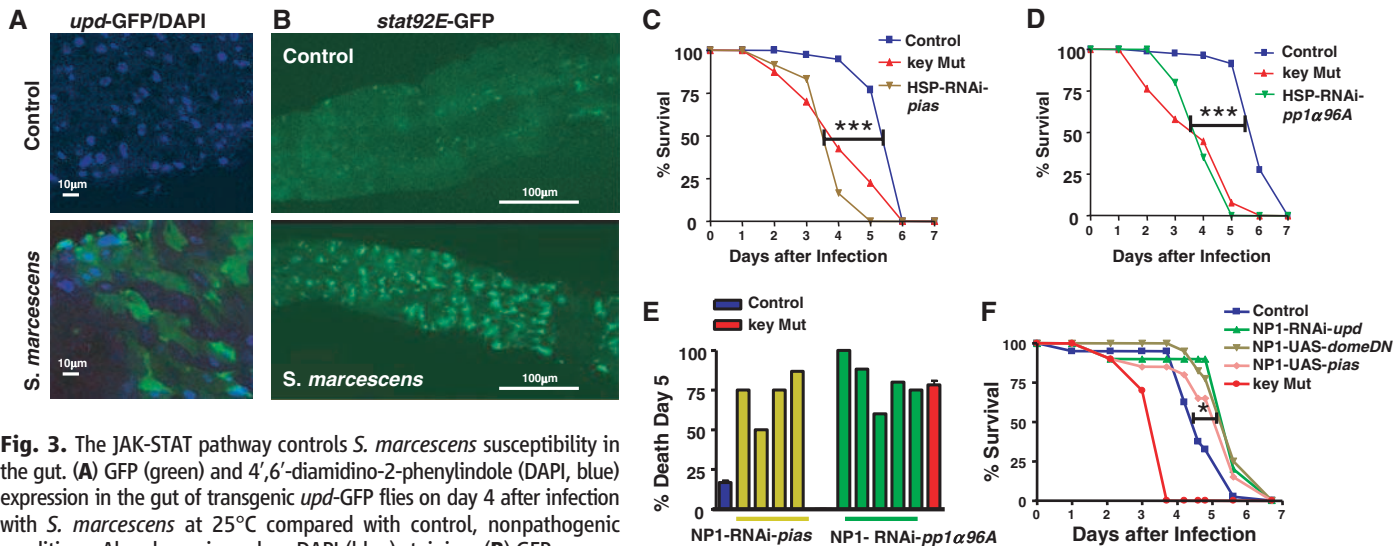 A
upd-GFP/DAPI
Control
10µm
S. marcescens
10µm
B
stat92E-GFP
Control
100µm
S. marcescens
100µm
C
% Survival
100
75
50
25
0
0 1 2 3 4 5 6 7
Days after Infection
Control
key Mut
HSP-RNAi-
pias
***
D
% Survival
100
75
50
25
0
0 1 2 3 4 5 6 7
Days after Infection
Control
key Mut
HSP-RNAi-
pp1α96A
***
E
Control
key Mut
% Death Day 5
100
75
50
25
0
NP1-RNAi-pias
NP1- RNAi-pp1α96A
F
% Survival
100
75
50
25
0
0 1 2 3 4 5 6 7
Days after Infection
Control
NP1-RNAi-upd
NP1-UAS-domeDN
NP1-UAS-pias
key Mut
*
Fig. 3. The JAK-STAT pathway controls S. marcescens susceptibility in
the gut. (A) GFP (green) and 4′,6′-diamidino-2-phenylindole (DAPI, blue)
expression in the gut of transgenic upd-GFP flies on day 4 after infection
with S. marcescens at 25°C compared with control, nonpathogenic